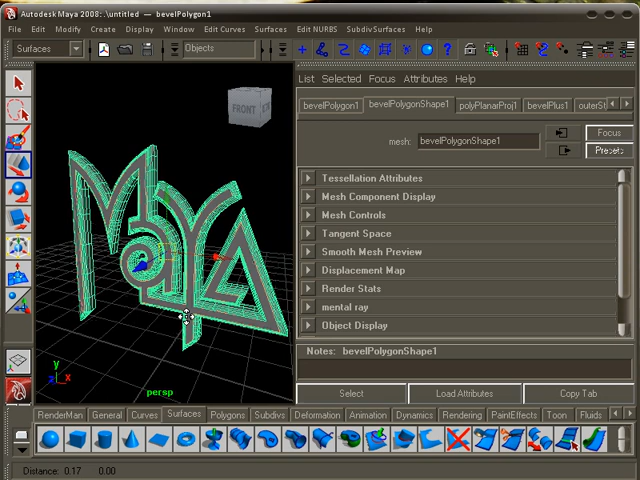 Autodesk Maya 2008: .\untitled — bevelPolygon1
File Edit Modify Create Display Window Edit Curves Surfaces Edit NURBS SubdivSurfaces Help
Surfaces Objects
List Selected Focus Attributes Help
bevelPolygon1 bevelPolygonShape1 polyPlanarProj1 bevelPlus1 outerSt
mesh: bevelPolygonShape1 Focus
Presets
FRONT
Tessellation Attributes
Mesh Component Display
Mesh Controls
Tangent Space
Smooth Mesh Preview
Displacement Map
Render Stats
mental ray
Object Display
MaYA
Notes: bevelPolygonShape1
y
x
z
persp
Select Load Attributes Copy Tab
RenderMan General Curves Surfaces Polygons Subdivs Deformation Animation Dynamics Rendering PaintEffects Toon Fluids
Distance: 0.17 0.00